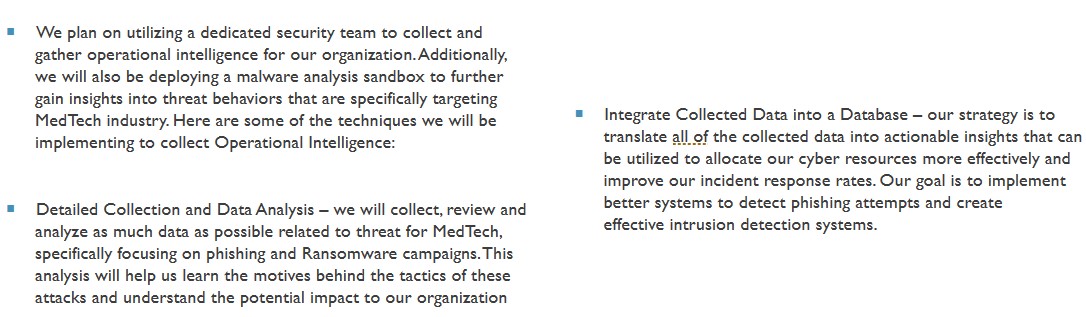 We plan on utilizing a dedicated security team to collect and
gather operational intelligence for our organization. Additionally,
we will also be deploying a malware analysis sandbox to further
gain insights into threat behaviors that are specifically targeting
MedTech industry. Here are some of the techniques we will be
implementing to collect Operational Intelligence:
Detailed Collection and Data Analysis – we will collect, review and
analyze as much data as possible related to threat for MedTech,
specifically focusing on phishing and Ransomware campaigns. This
analysis will help us learn the motives behind the tactics of these
attacks and understand the potential impact to our organization
Integrate Collected Data into a Database – our strategy is to
translate all of the collected data into actionable insights that can
be utilized to allocate our cyber resources more effectively and
improve our incident response rates. Our goal is to implement
better systems to detect phishing attempts and create
effective intrusion detection systems.